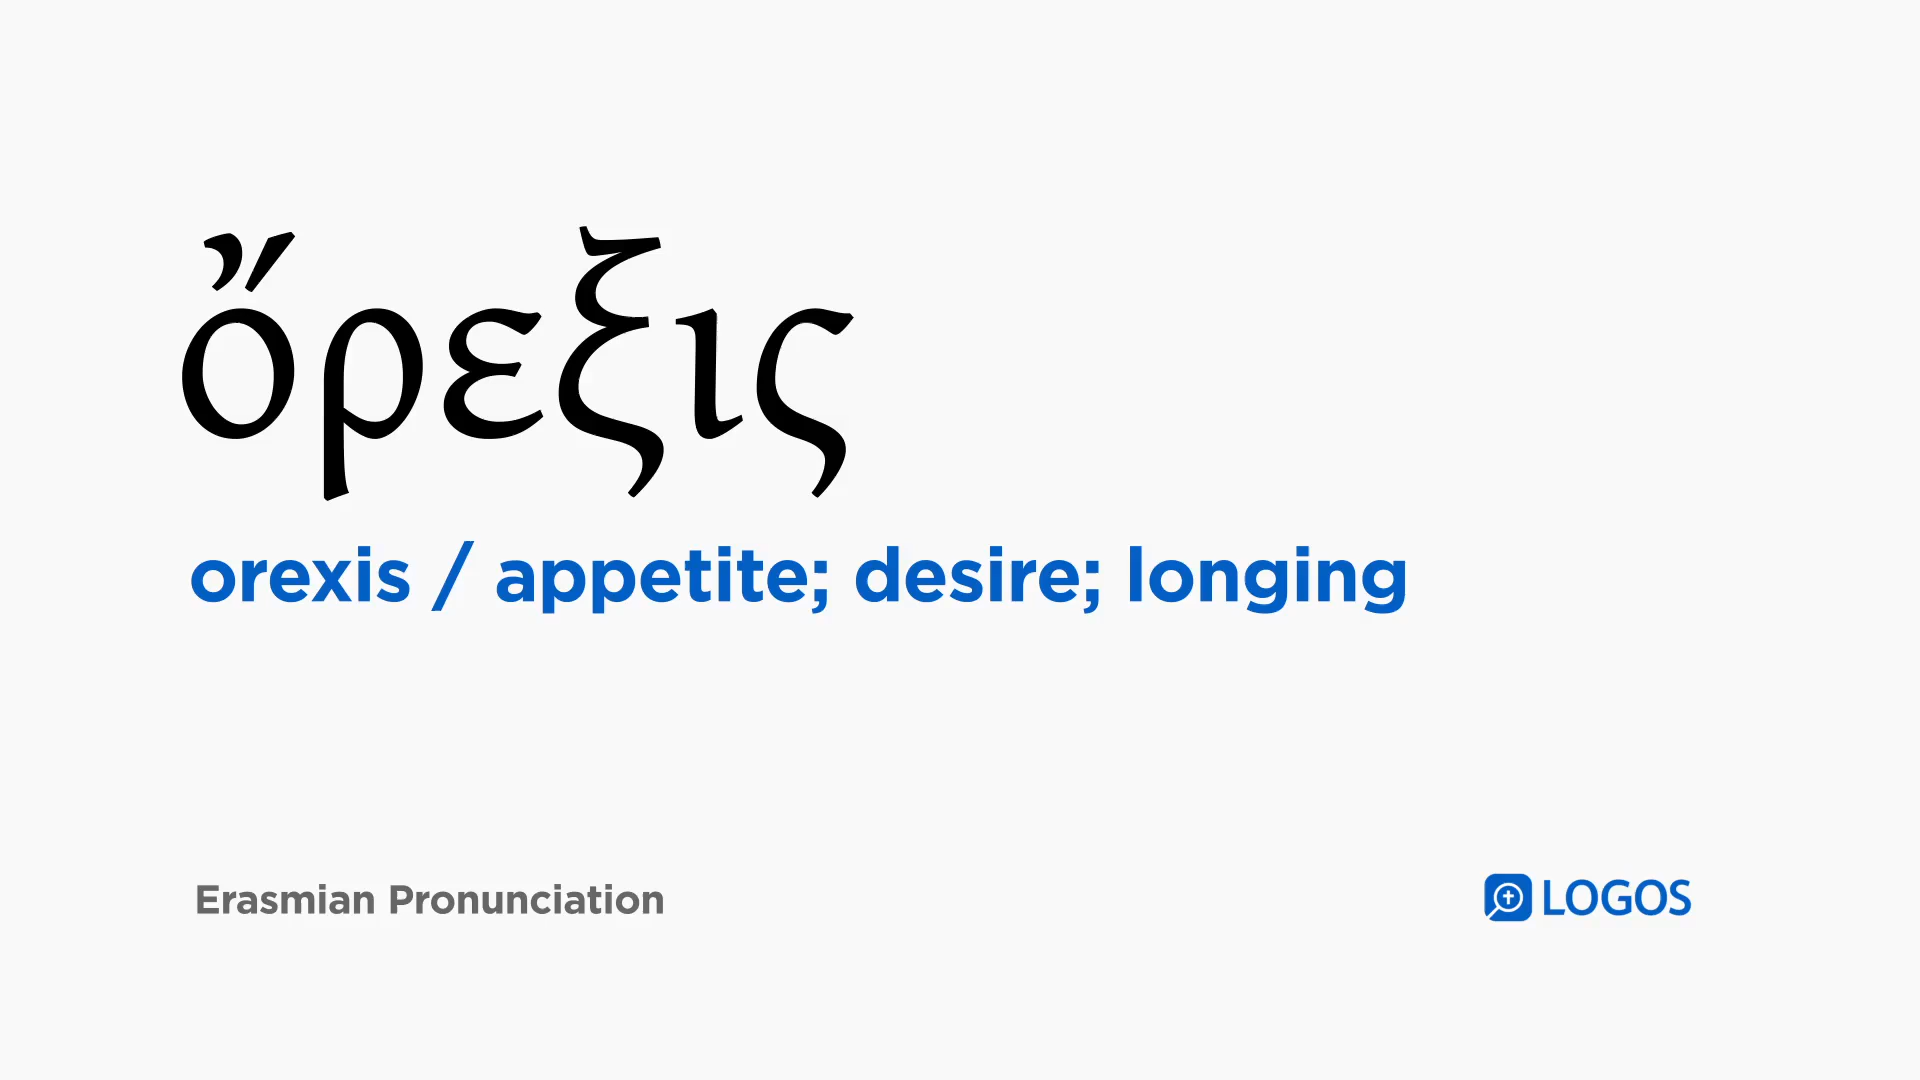 ὄρεξις
orexis / appetite; desire; longing
Erasmian Pronunciation
LOGOS